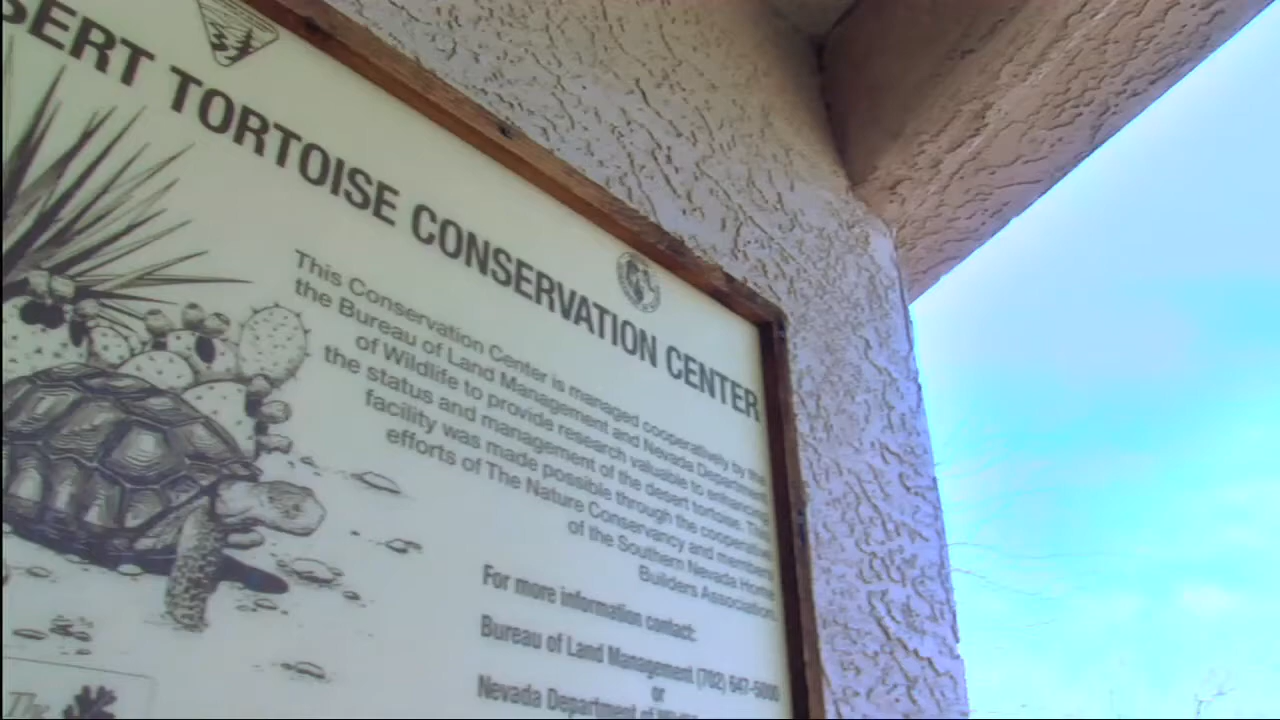 SERT TORTOISE CONSERVATION CENTER
This Conservation Center is managed cooperatively by
the Bureau of Land Management and Nevada Department
of Wildlife to provide research valuable to enhancing
the status and management of the desert tortoise.
facility was made possible through the cooperative
efforts of The Nature Conservancy and members
of the Southern Nevada Home
Builders Association
For more information contact:
Bureau of Land Management (702) 647-5000
or
Nevada Department of
The